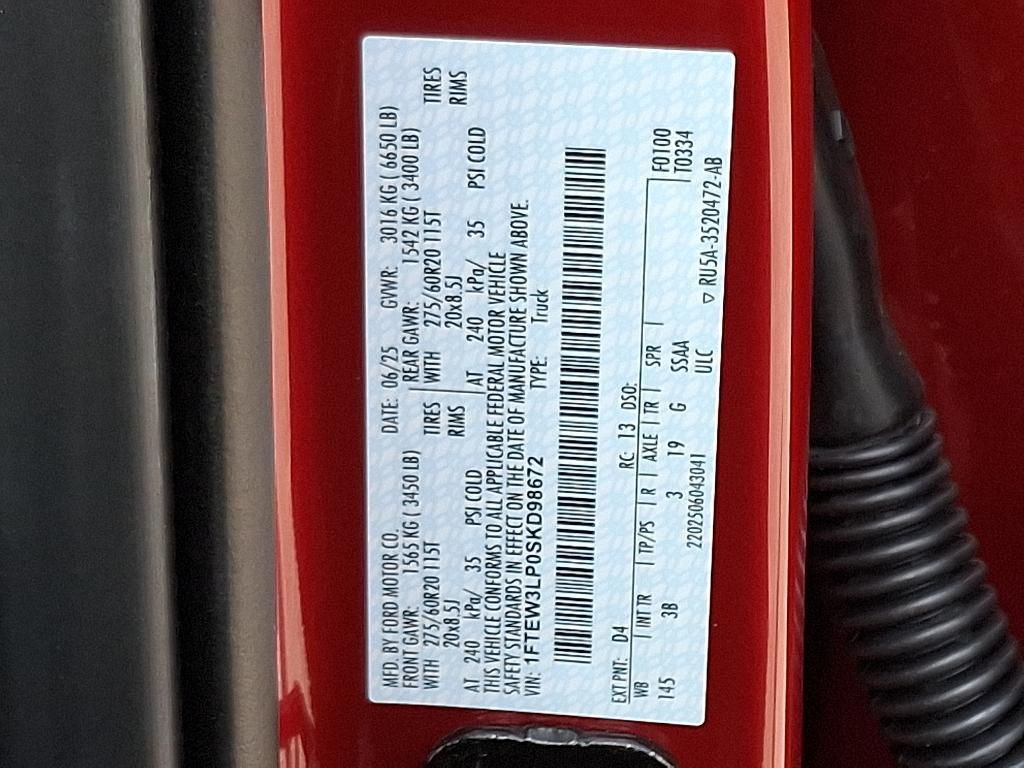 MFD. BY FORD MOTOR CO. DATE: 06/25 GVWR: 3016 KG ( 6650 LB)
FRONT GAWR: 1565 KG ( 3450 LB) REAR GAWR: 1542 KG ( 3400 LB)
WITH 275/60R20 115T TIRES WITH 275/60R20 115T TIRES
20x8.5J RIMS 20x8.5J RIMS
AT 240 kPa/ 35 PSI COLD AT 240 kPa/ 35 PSI COLD
THIS VEHICLE CONFORMS TO ALL APPLICABLE FEDERAL MOTOR VEHICLE
SAFETY STANDARDS IN EFFECT ON THE DATE OF MANUFACTURE SHOWN ABOVE.
VIN: 1FTEW3LP0SKD98672 TYPE: Truck
EXT PNT: D4 RC: 13 DSO:
WB INT TR TP/PS R AXLE TR SPR F0100
145 3B 3 19 G SSAA T0334
2202506043041 ULC ▽ RU5A-3520472-AB